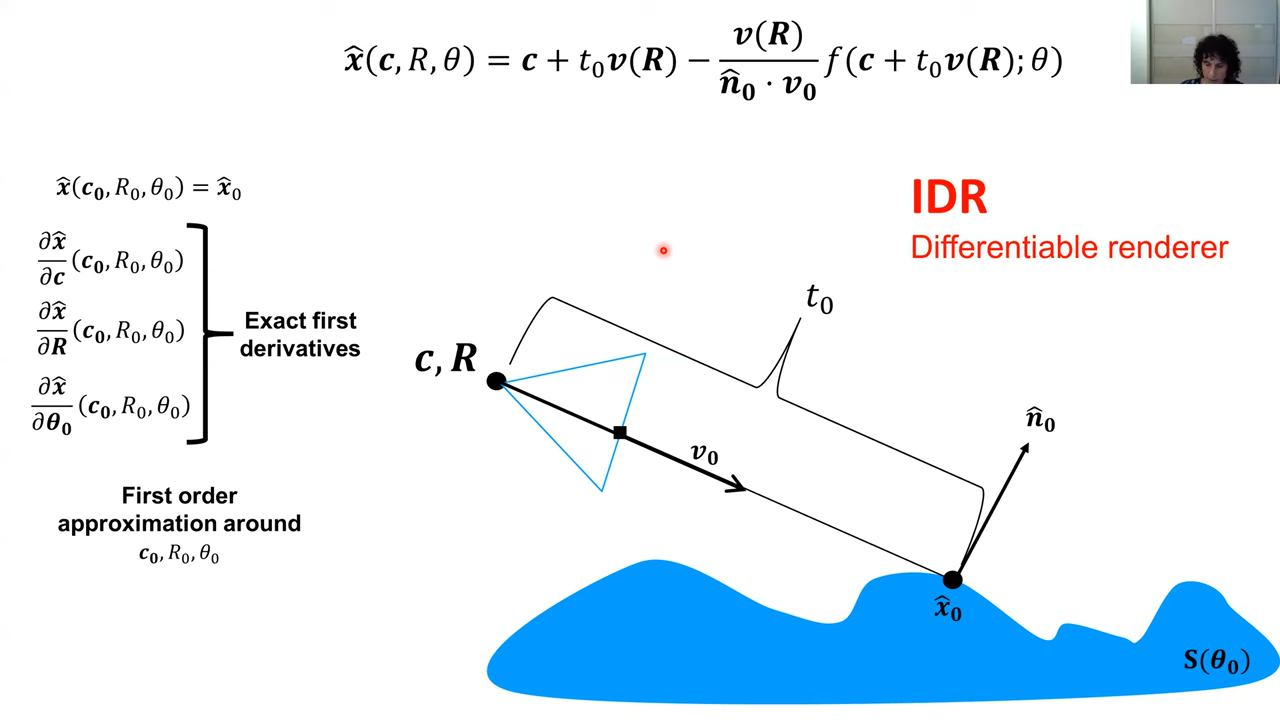 x̂(c, R, θ) = c + t₀v(R) − v(R)/(n̂₀ · v₀) f(c + t₀v(R); θ)
x̂(c₀, R₀, θ₀) = x̂₀
∂x̂/∂c (c₀, R₀, θ₀)
∂x̂/∂R (c₀, R₀, θ₀)
∂x̂/∂θ₀ (c₀, R₀, θ₀)
Exact first
derivatives
First order
approximation around
c₀, R₀, θ₀
IDR
Differentiable renderer
t₀
c, R
v₀
n̂₀
x̂₀
S(θ₀)